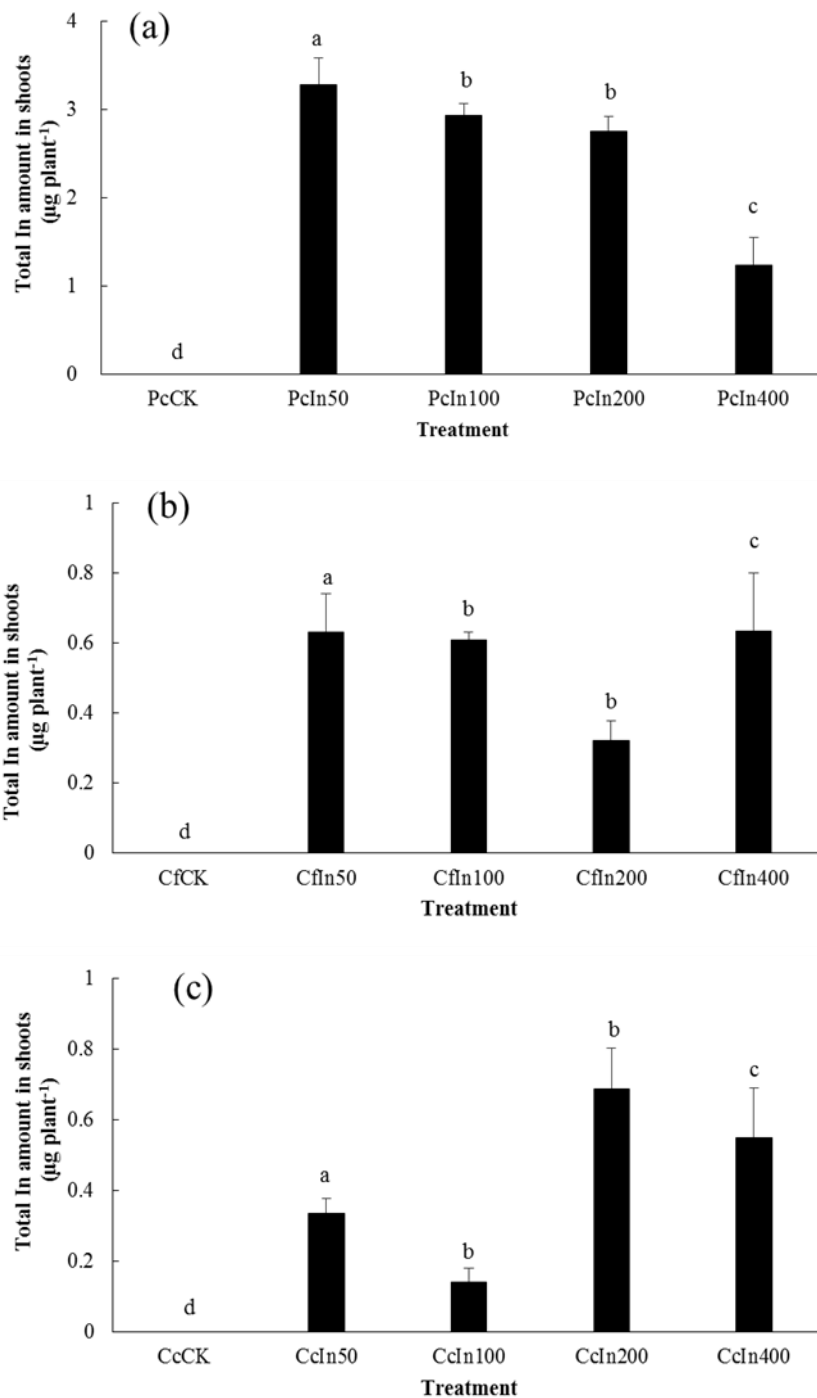 (a)
Total In amount in shoots
(µg plant⁻¹)
4
3
2
1
0
a
b
b
c
d
PcCK PcIn50 PcIn100 PcIn200 PcIn400
Treatment
(b)
Total In amount in shoots
(µg plant⁻¹)
1
0.8
0.6
0.4
0.2
0
a
b
b
c
d
CfCK CfIn50 CfIn100 CfIn200 CfIn400
Treatment
(c)
Total In amount in shoots
(µg plant⁻¹)
1
0.8
0.6
0.4
0.2
0
a
b
b
c
d
CcCK CcIn50 CcIn100 CcIn200 CcIn400
Treatment